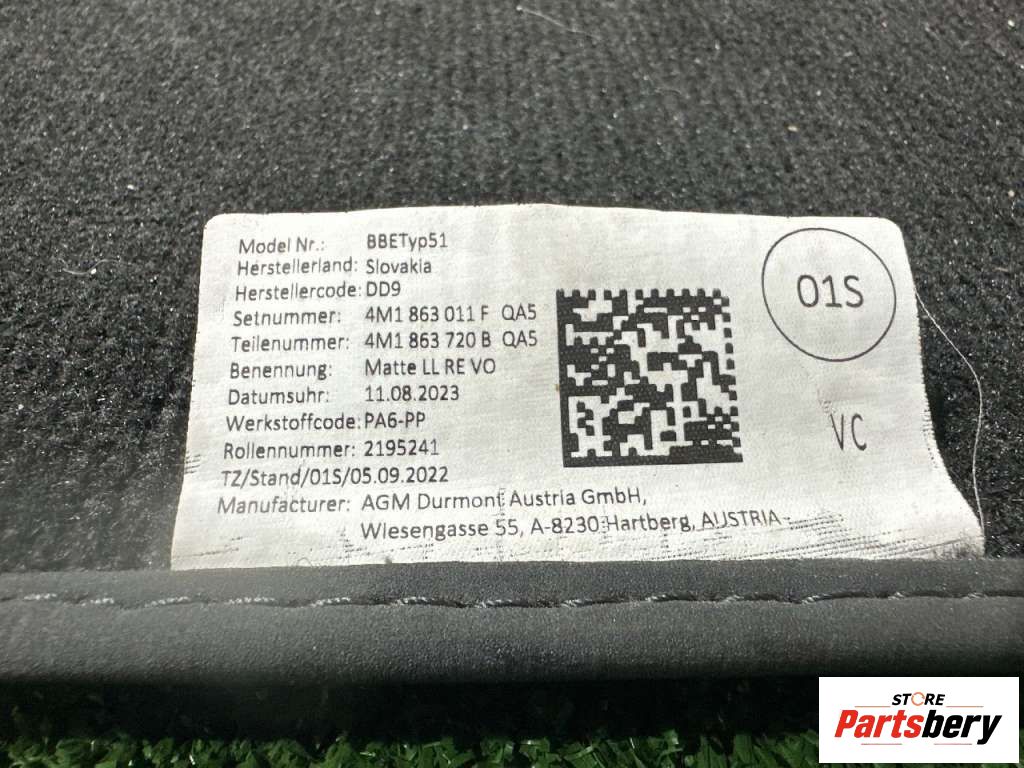 Model Nr.: BBETyp51
Herstellerland: Slovakia
Herstellercode: DD9
Setnummer: 4M1 863 011 F QA5
Teilenummer: 4M1 863 720 B QA5
Benennung: Matte LL RE VO
Datumsuhr: 11.08.2023
Werkstoffcode: PA6-PP
Rollennummer: 2195241
TZ/Stand/01S/05.09.2022
Manufacturer: AGM Durmont Austria GmbH,
Wiesengasse 55, A-8230 Hartberg, AUSTRIA
01S
VC
STORE
Partsbery